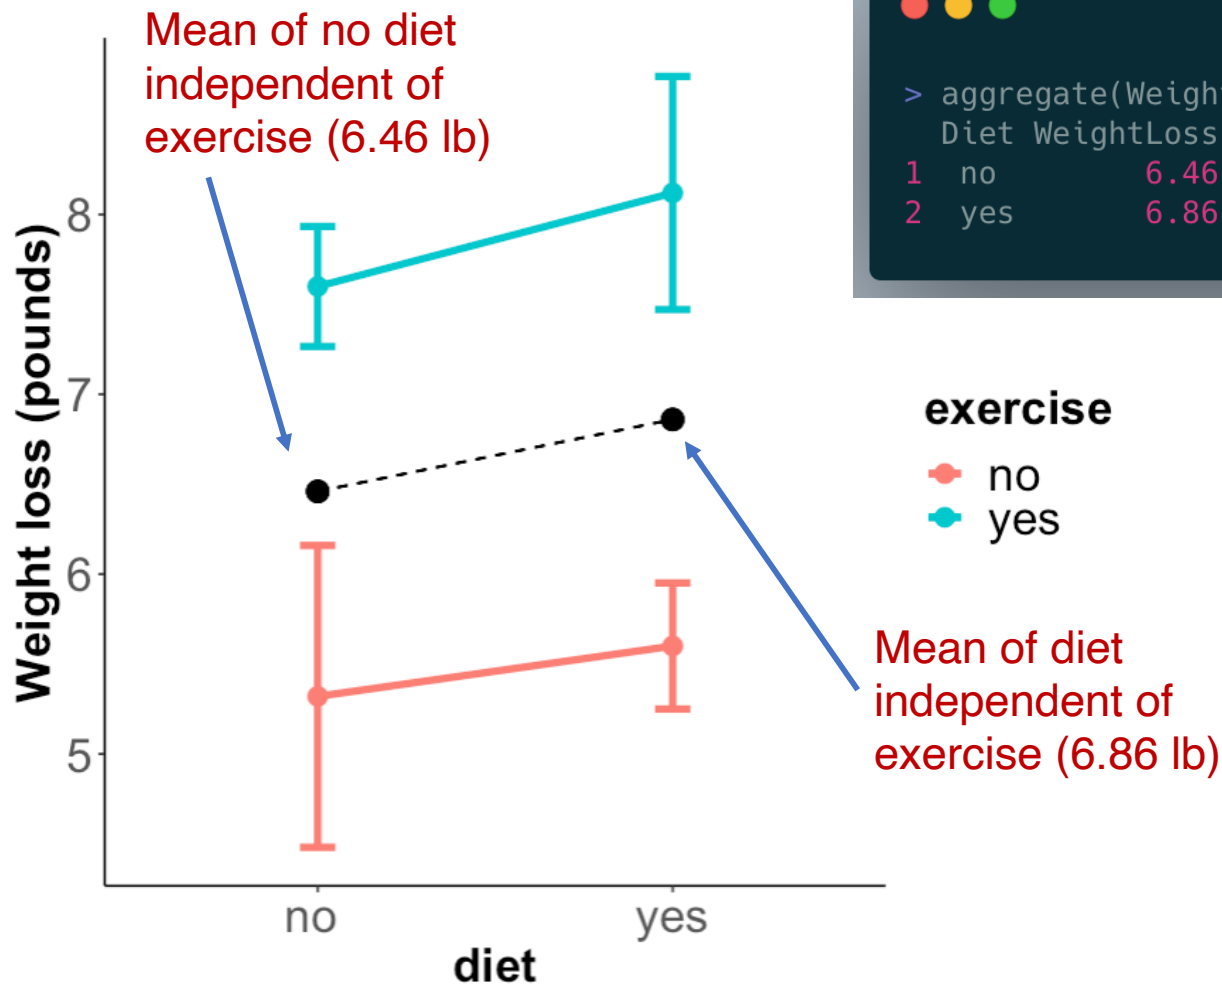 Mean of no diet
independent of
exercise (6.46 lb)
> aggregate(Weight
Diet WeightLoss
1 no 6.46
2 yes 6.86
Weight loss (pounds)
8
7
6
5
no
yes
diet
exercise
no
yes
Mean of diet
independent of
exercise (6.86 lb)